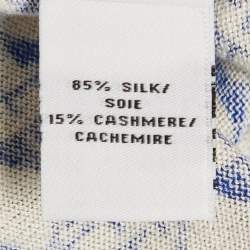 85% SILK/
SOIE
15% CASHMERE/
CACHEMIRE